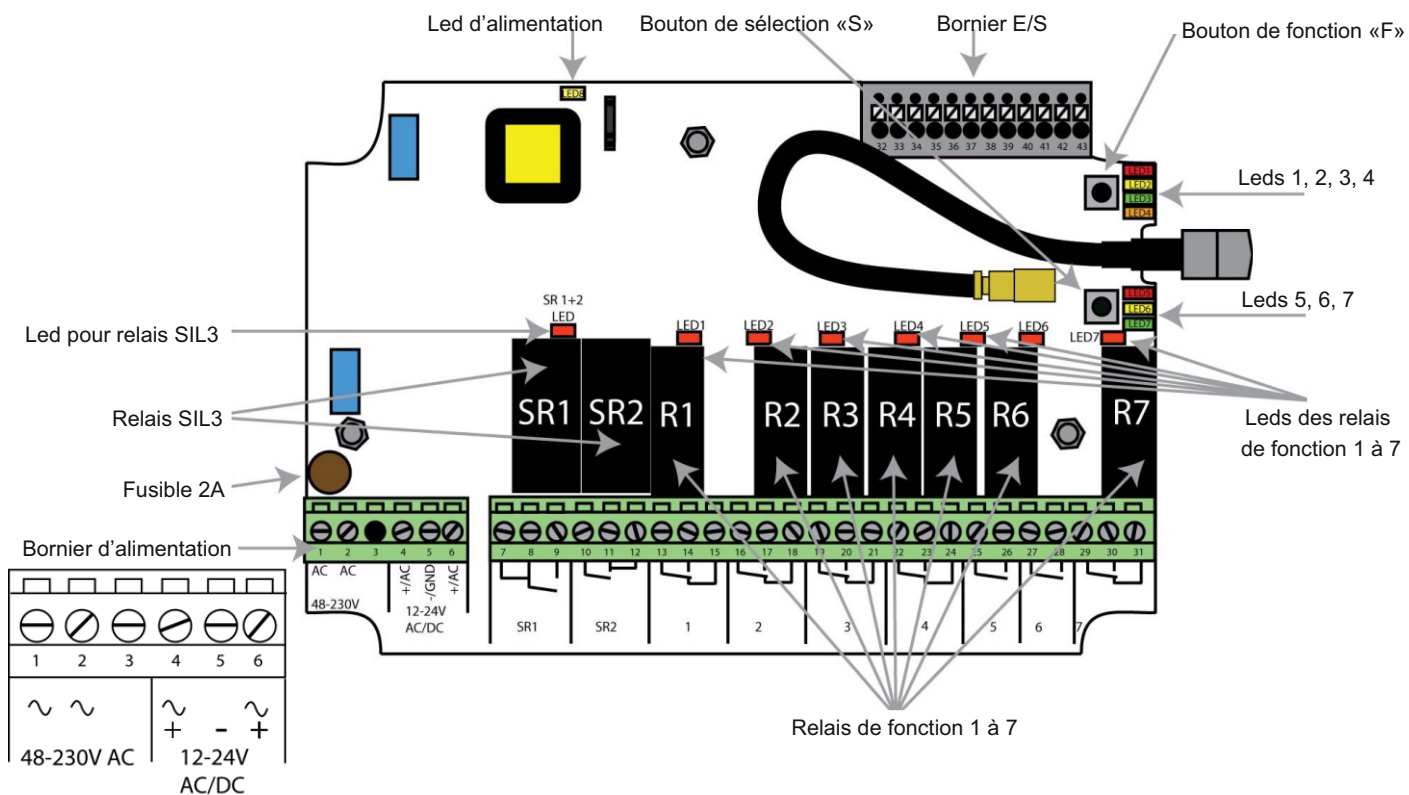 Led d'alimentation
Bouton de sélection «S»
Bornier E/S
Bouton de fonction «F»
LED8
32 33 34 35 36 37 38 39 40 41 42 43
LED1
LED2
LED3
LED4
Leds 1, 2, 3, 4
LED5
LED6
LED7
Leds 5, 6, 7
SR 1+2
LED
Led pour relais SIL3
LED1 LED2 LED3 LED4 LED5 LED6 LED7
SR1 SR2 R1 R2 R3 R4 R5 R6 R7
Relais SIL3
Leds des relais
de fonction 1 à 7
Fusible 2A
Bornier d'alimentation
1 2 3 4 5 6 7 8 9 10 11 12 13 14 15 16 17 18 19 20 21 22 23 24 25 26 27 28 29 30 31
AC AC +/AC -/GND +/AC
48-230V
12-24V
AC/DC
SR1 SR2 1 2 3 4 5 6 7
1 2 3 4 5 6
+ - +
48-230V AC
12-24V
AC/DC
Relais de fonction 1 à 7